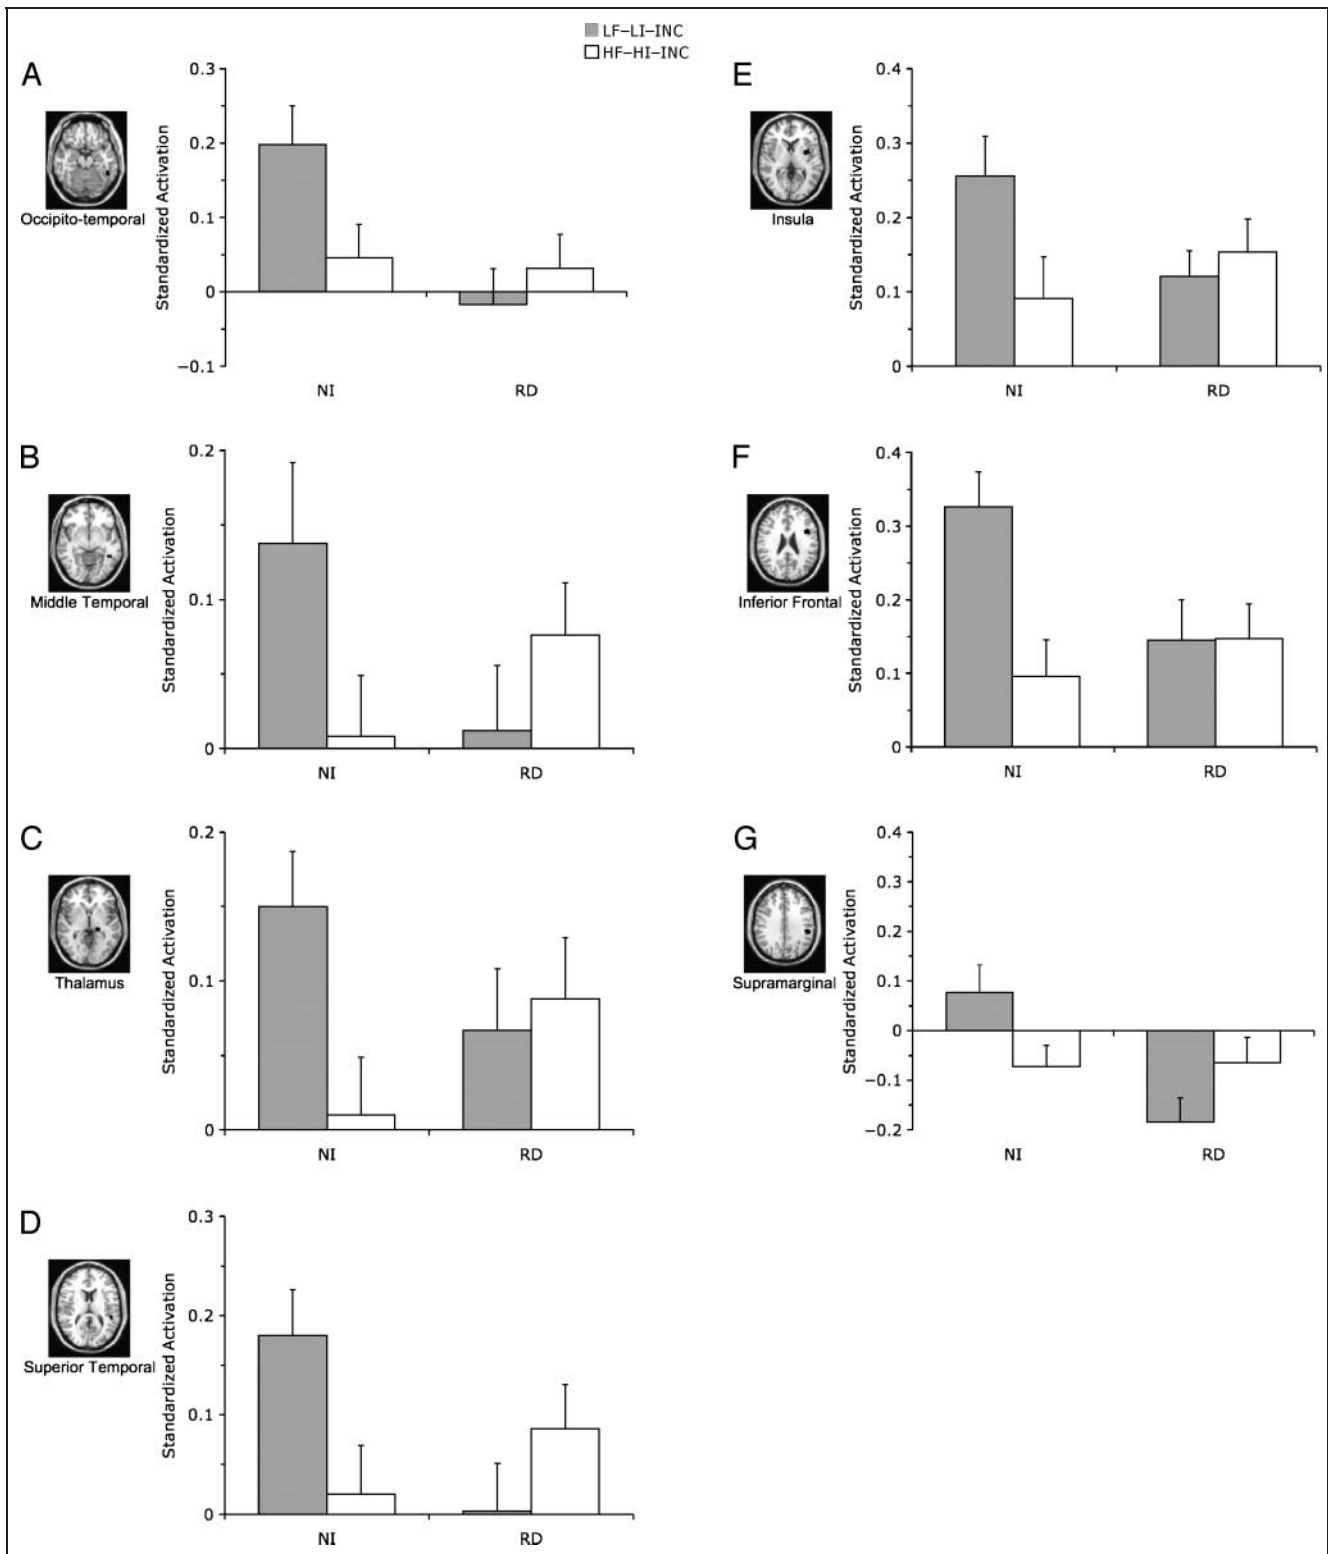 LF–LI–INC
HF–HI–INC
A
Occipito-temporal
Standardized Activation
0.3
0.2
0.1
0
−0.1
NI RD
E
Insula
Standardized Activation
0.4
0.3
0.2
0.1
0
NI RD
B
Middle Temporal
Standardized Activation
0.2
0.1
0
NI RD
F
Inferior Frontal
Standardized Activation
0.4
0.3
0.2
0.1
0
NI RD
C
Thalamus
Standardized Activation
0.2
0.1
0
NI RD
G
Supramarginal
Standardized Activation
0.4
0.3
0.2
0.1
0
−0.1
−0.2
NI RD
D
Superior Temporal
Standardized Activation
0.3
0.2
0.1
0
NI RD